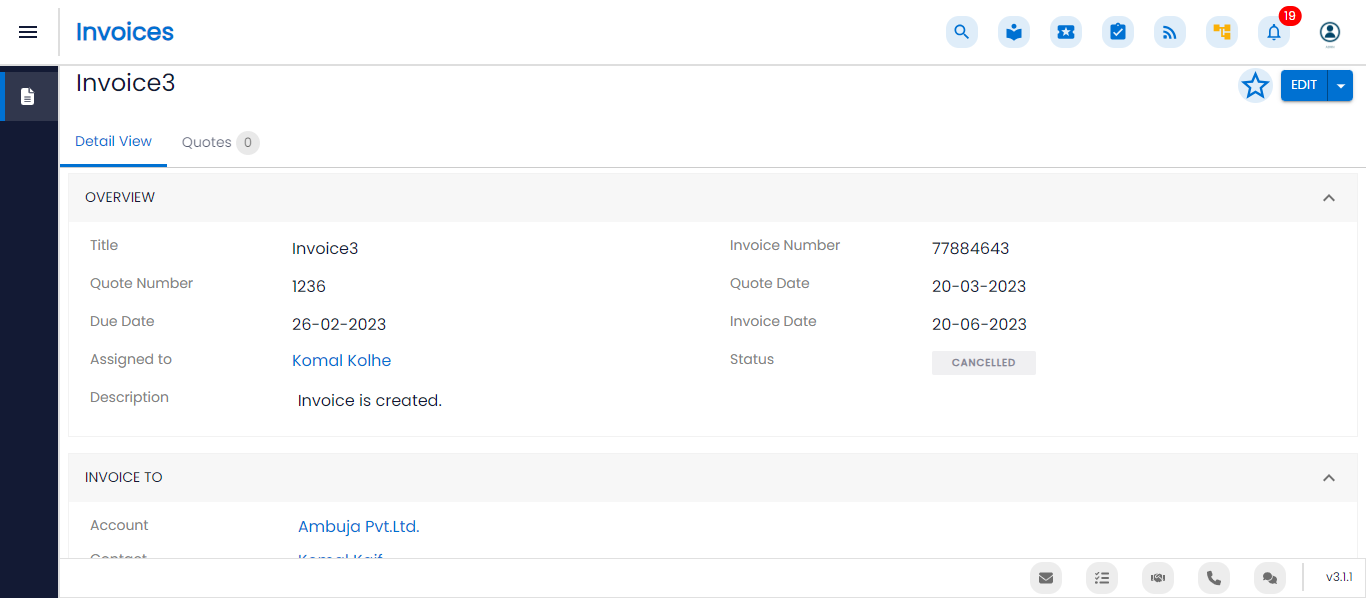 Invoices
19
Invoice3
EDIT
Detail View
Quotes 0
OVERVIEW
Title Invoice3 Invoice Number 77884643
Quote Number 1236 Quote Date 20-03-2023
Due Date 26-02-2023 Invoice Date 20-06-2023
Assigned to Komal Kolhe Status CANCELLED
Description Invoice is created.
INVOICE TO
Account Ambuja Pvt.Ltd.
Contact Komal Kaif
v3.1.1